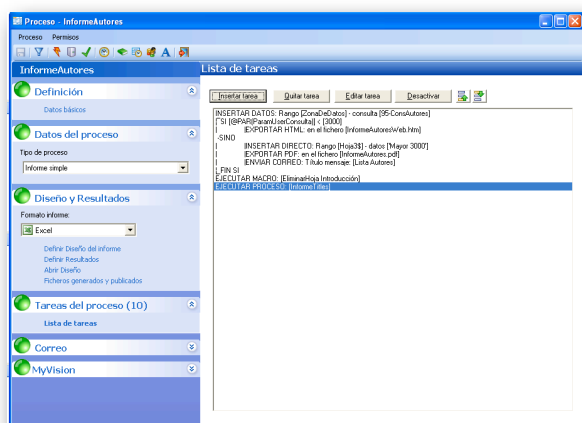 Proceso - InformeAutores
Proceso Permisos
InformeAutores
Lista de tareas
Definición
Datos básicos
Datos del proceso
Tipo de proceso
Informe simple
Diseño y Resultados
Formato informe:
Excel
Definir Diseño del informe
Definir Resultados
Abrir Diseño
Ficheros generados y publicados
Tareas del proceso (10)
Lista de tareas
Correo
MyVision
Insertar tarea Quitar tarea Editar tarea Desactivar
INSERTAR DATOS: Rango [ZonaDeDatos] - consulta [95-ConsAutores]
SI [@PAR(ParamUserConsulta)] < [3000]
| |EXPORTAR HTML: en el fichero [InformeAutoresWeb.htm]
-SINO
| |INSERTAR DIRECTO: Rango [Hoja3$] - datos ['Mayor 3000']
| |EXPORTAR PDF: en el fichero [InformeAutores.pdf]
| |ENVIAR CORREO: Título mensaje: [Lista Autores]
|_FIN SI
EJECUTAR MACRO: [EliminarHoja Introducción]
EJECUTAR PROCESO: [InformeTitles]